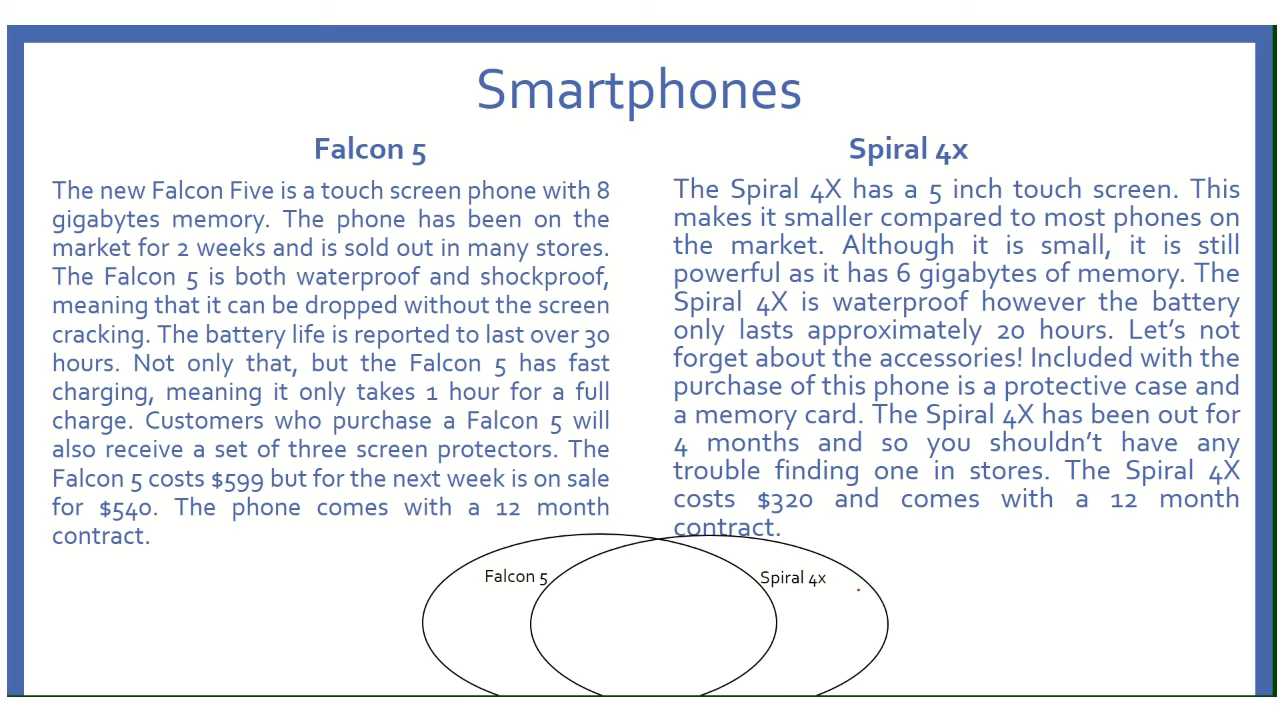 Smartphones
Falcon 5
The new Falcon Five is a touch screen phone with 8
gigabytes memory. The phone has been on the
market for 2 weeks and is sold out in many stores.
The Falcon 5 is both waterproof and shockproof,
meaning that it can be dropped without the screen
cracking. The battery life is reported to last over 30
hours. Not only that, but the Falcon 5 has fast
charging, meaning it only takes 1 hour for a full
charge. Customers who purchase a Falcon 5 will
also receive a set of three screen protectors. The
Falcon 5 costs $599 but for the next week is on sale
for $540. The phone comes with a 12 month
contract.
Spiral 4x
The Spiral 4X has a 5 inch touch screen. This
makes it smaller compared to most phones on
the market. Although it is small, it is still
powerful as it has 6 gigabytes of memory. The
Spiral 4X is waterproof however the battery
only lasts approximately 20 hours. Let’s not
forget about the accessories! Included with the
purchase of this phone is a protective case and
a memory card. The Spiral 4X has been out for
4 months and so you shouldn’t have any
trouble finding one in stores. The Spiral 4X
costs $320 and comes with a 12 month
contract.
Falcon 5
Spiral 4x